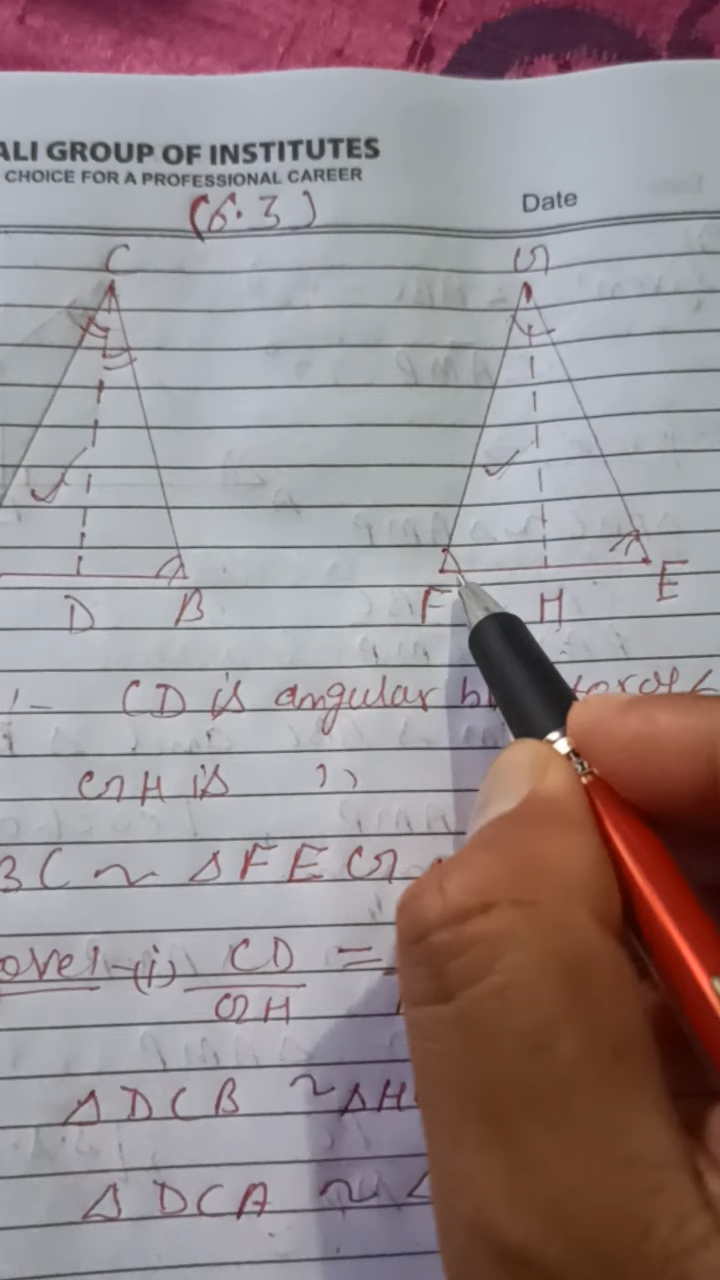 ALI GROUP OF INSTITUTES
CHOICE FOR A PROFESSIONAL CAREER
Date
(6.3)
C G
D B F H E
:- CD is angular
GH is ''
BC ~ ΔFEG
ove:- (i) CD =
GH
ΔDCB ~ ΔH
ΔDCA ~ Δ